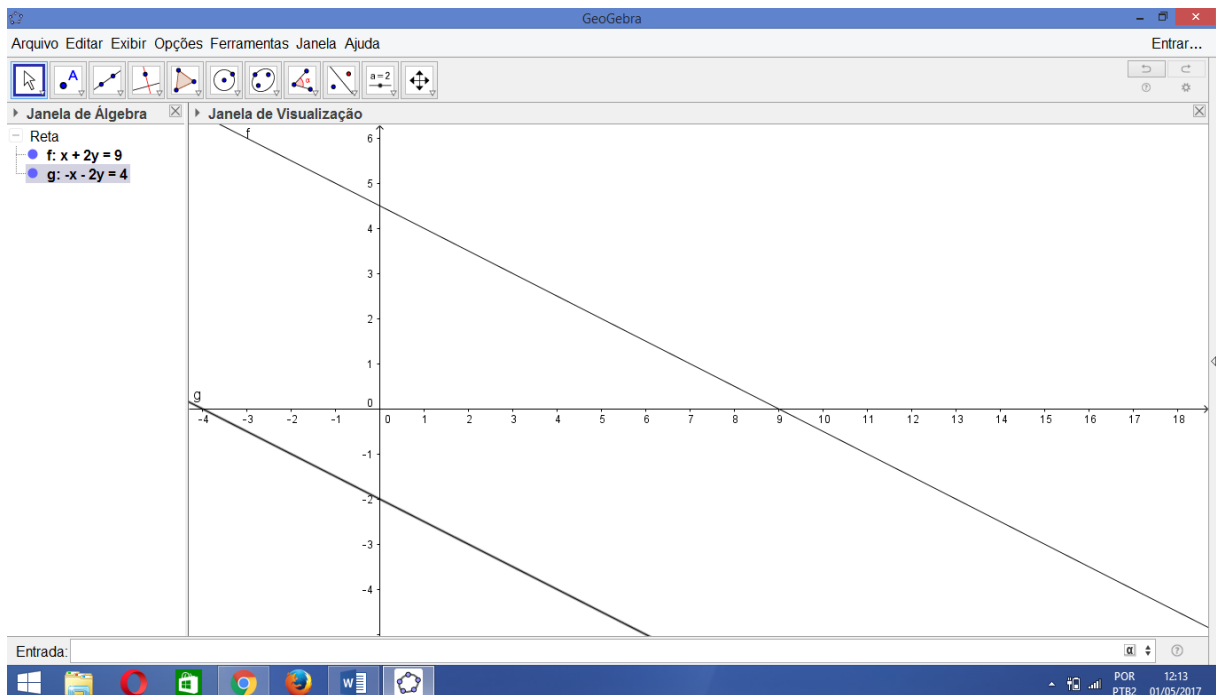 GeoGebra
Arquivo Editar Exibir Opções Ferramentas Janela Ajuda
Entrar...
A
α
a=2
Janela de Álgebra
Janela de Visualização
Reta
f: x + 2y = 9
g: -x - 2y = 4
f
g
6
5
4
3
2
1
0
-1
-2
-3
-4
-4 -3 -2 -1 0 1 2 3 4 5 6 7 8 9 10 11 12 13 14 15 16 17 18
Entrada:
α
POR
PTB2
12:13
01/05/2017